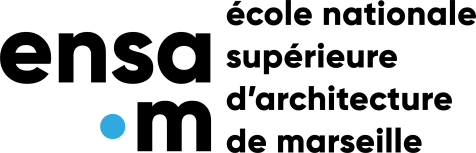 ensa
•m
école nationale
supérieure
d'architecture
de marseille